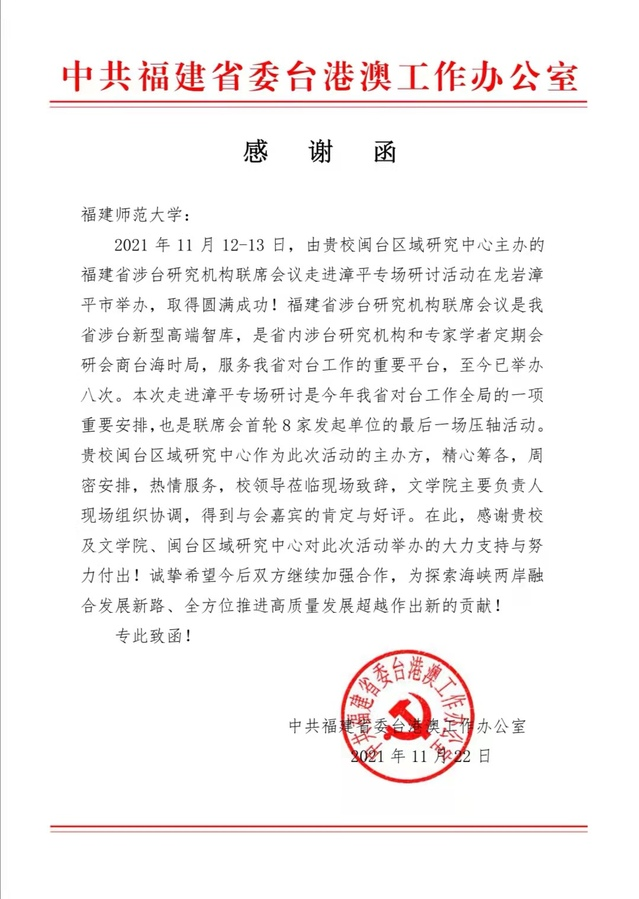 中共福建省委台港澳工作办公室
感谢函
福建师范大学：
2021 年 11 月 12-13 日，由贵校闽台区域研究中心主办的
福建省涉台研究机构联席会议走进漳平专场研讨活动在龙岩漳
平市举办，取得圆满成功！福建省涉台研究机构联席会议是我
省涉台新型高端智库，是省内涉台研究机构和专家学者定期会
研会商台海时局，服务我省对台工作的重要平台，至今已举办
八次。本次走进漳平专场研讨是今年我省对台工作全局的一项
重要安排，也是联席会首轮 8 家发起单位的最后一场压轴活动。
贵校闽台区域研究中心作为此次活动的主办方，精心筹各，周
密安排，热情服务，校领导莅临现场致辞，文学院主要负责人
现场组织协调，得到与会嘉宾的肯定与好评。在此，感谢贵校
及文学院、闽台区域研究中心对此次活动举办的大力支持与努
力付出！诚挚希望今后双方继续加强合作，为探索海峡两岸融
合发展新路、全方位推进高质量发展超越作出新的贡献！
专此致函！
中共福建省委台港澳工作办公室
中共福建省委台港澳工作办公室
2021 年 11 月 22 日